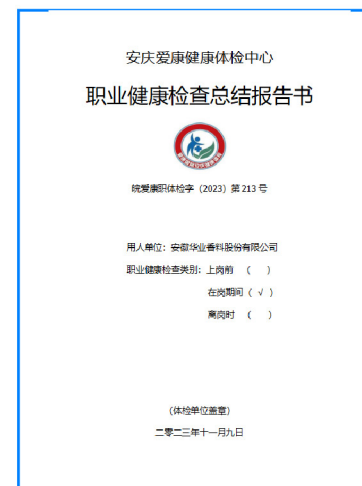 安庆爱康健康体检中心
职业健康检查总结报告书
皖爱康职体检字（2023）第 213 号
用人单位：安徽华业香料股份有限公司
职业健康检查类别：上岗前 （ ）
在岗期间（ √ ）
离岗时 （ ）
（体检单位盖章）
二零二三年十一月九日